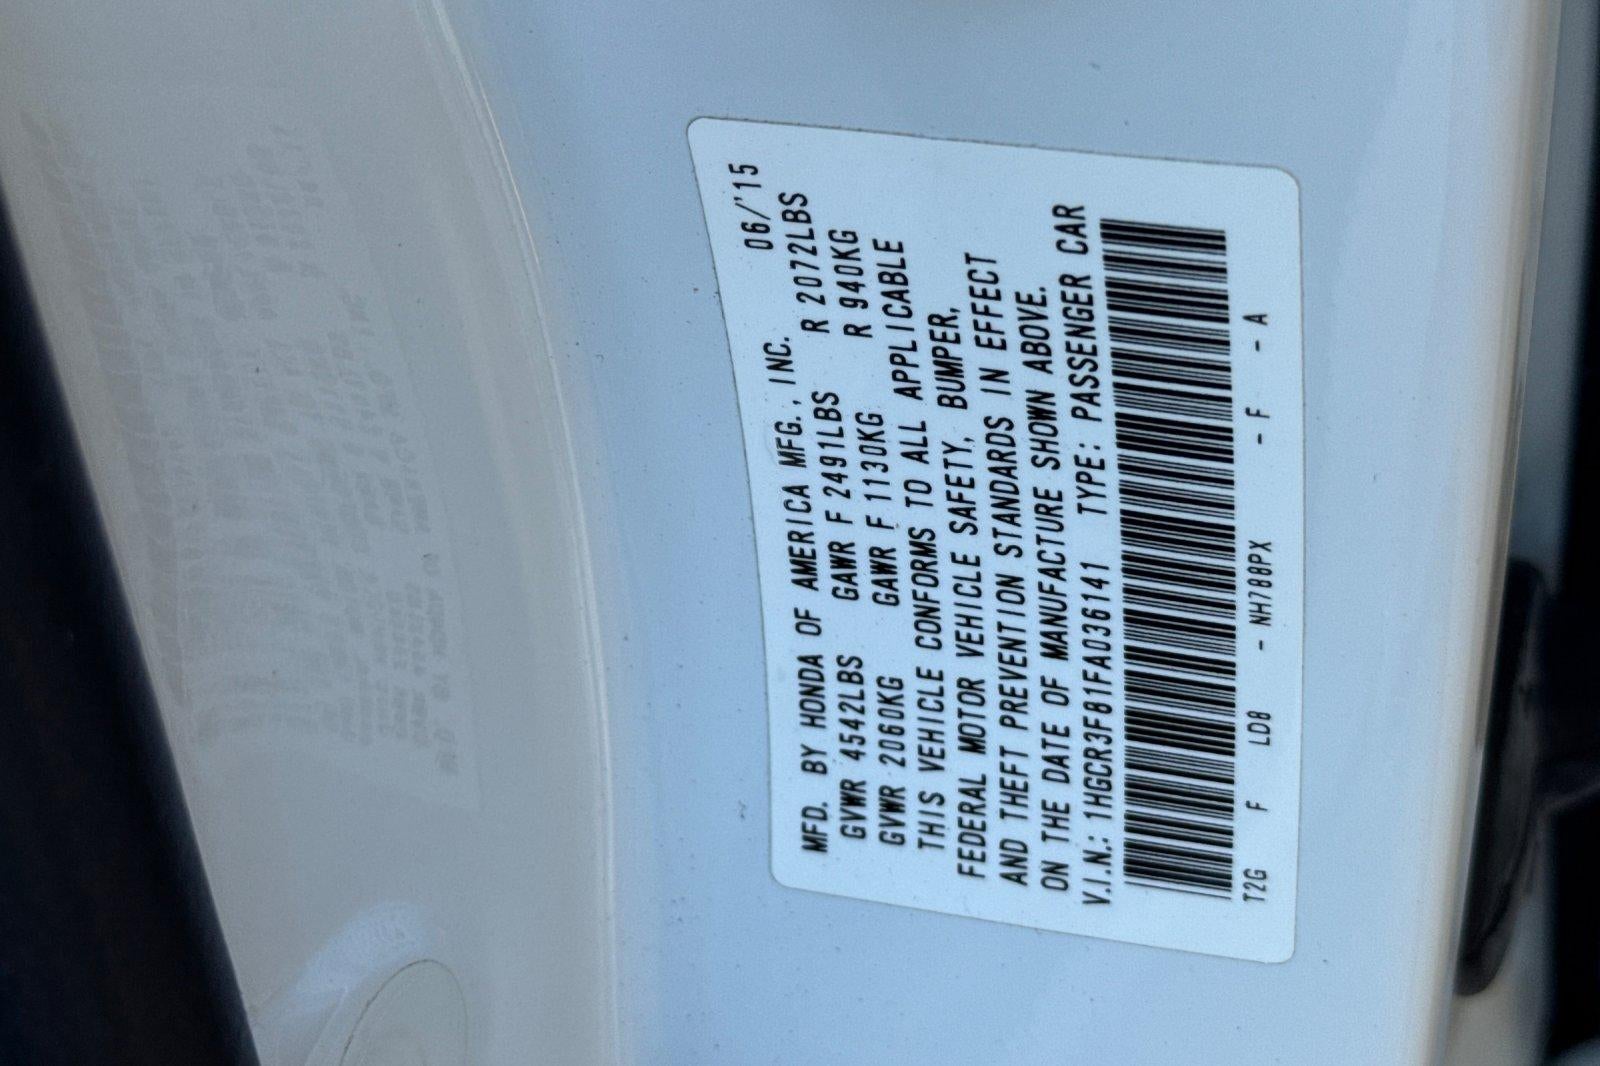 MFD. BY HONDA OF AMERICA MFG., INC. 06/'15
GVWR 4542LBS GAWR F 2491LBS R 2072LBS
GVWR 2060KG GAWR F 1130KG R 940KG
THIS VEHICLE CONFORMS TO ALL APPLICABLE
FEDERAL MOTOR VEHICLE SAFETY, BUMPER,
AND THEFT PREVENTION STANDARDS IN EFFECT
ON THE DATE OF MANUFACTURE SHOWN ABOVE.
V.I.N.: 1HGCR3F81FA036141 TYPE: PASSENGER CAR
T2G F LD8 - NH788PX - F - A